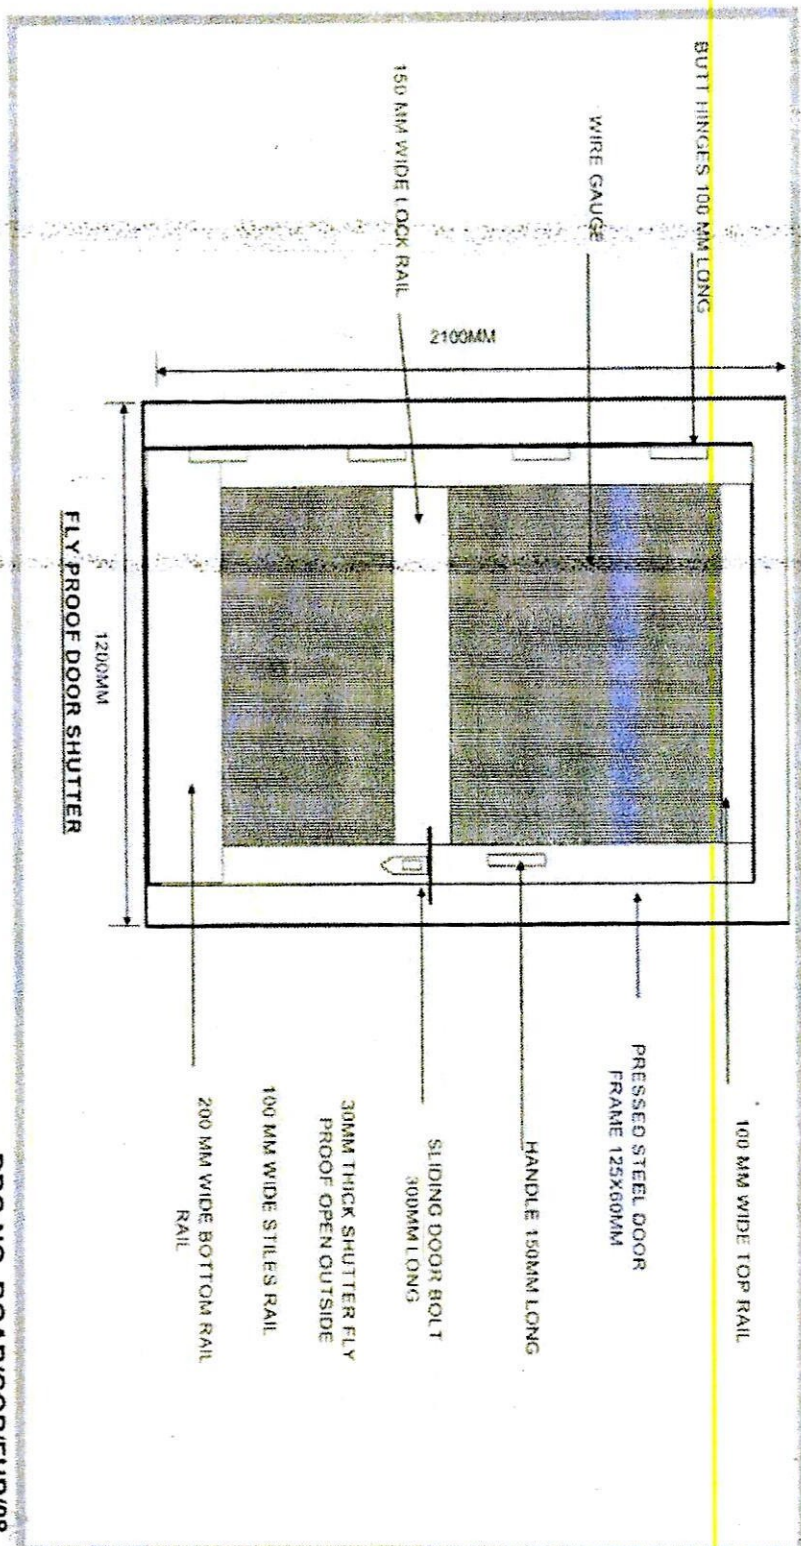 BUTT HINGES 100 MM LONG
WIRE GAUGE
150 MM WIDE LOCK RAIL
2100MM
1200MM
FLY PROOF DOOR SHUTTER
100 MM WIDE TOP RAIL
PRESSED STEEL DOOR
FRAME 125X60MM
HANDLE 150MM LONG
SLIDING DOOR BOLT
300MM LONG
30MM THICK SHUTTER FLY
PROOF OPEN OUTSIDE
100 MM WIDE STILES RAIL
200 MM WIDE BOTTOM RAIL
RAIL